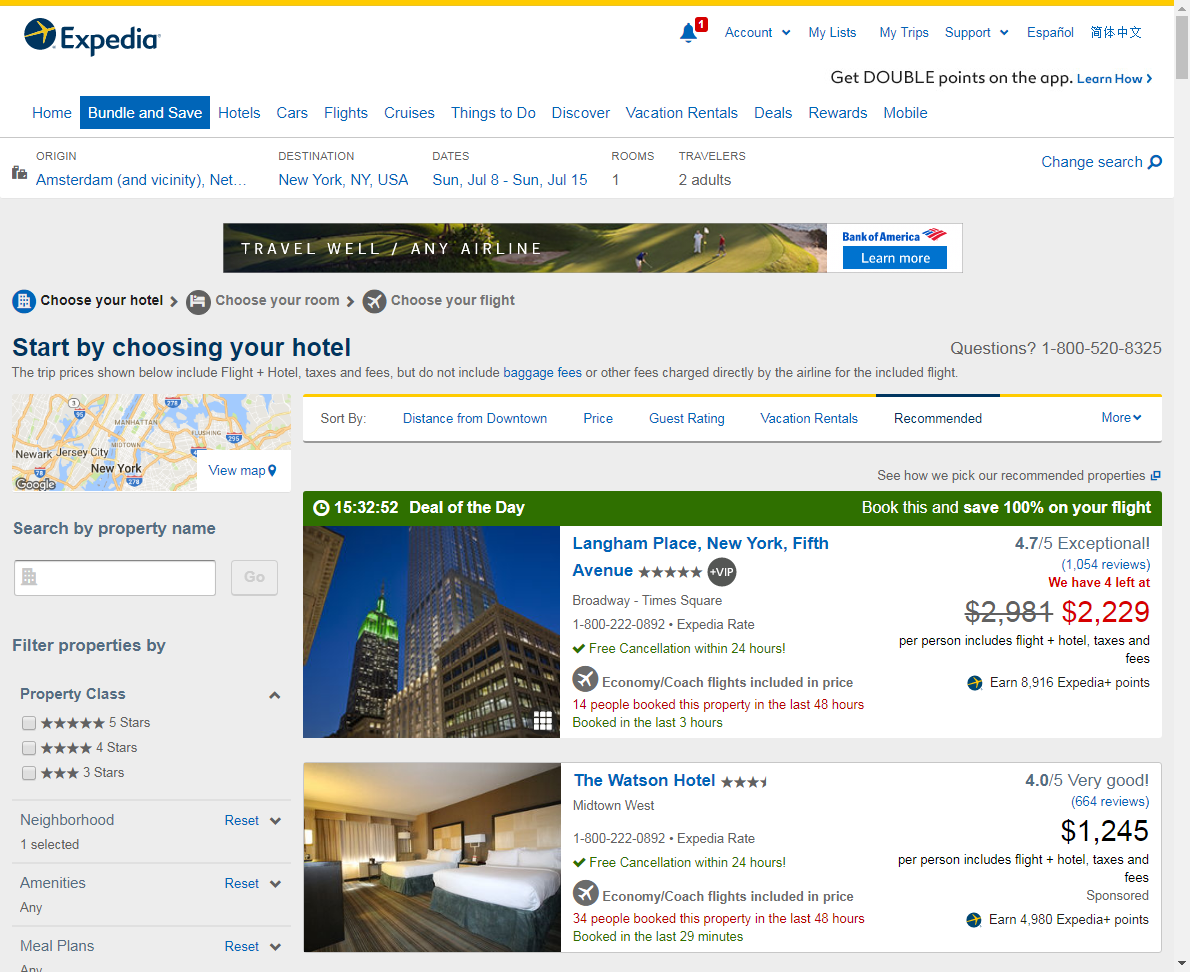 Expedia
1
Account
My Lists
My Trips
Support
Español
简体中文
Get DOUBLE points on the app. Learn How
Home
Bundle and Save
Hotels
Cars
Flights
Cruises
Things to Do
Discover
Vacation Rentals
Deals
Rewards
Mobile
ORIGIN
Amsterdam (and vicinity), Net...
DESTINATION
New York, NY, USA
DATES
Sun, Jul 8 - Sun, Jul 15
ROOMS
1
TRAVELERS
2 adults
Change search
TRAVEL WELL / ANY AIRLINE
Bank of America
Learn more
Choose your hotel
Choose your room
Choose your flight
Start by choosing your hotel
Questions? 1-800-520-8325
The trip prices shown below include Flight + Hotel, taxes and fees, but do not include baggage fees or other fees charged directly by the airline for the included flight.
3
278
95
MANHATTAN
FLUSHING
295
MIDTOWN
Newark
Jersey City
New York
78
278
Google
View map
Sort By:
Distance from Downtown
Price
Guest Rating
Vacation Rentals
Recommended
More
See how we pick our recommended properties
Search by property name
Go
Filter properties by
Property Class
★★★★★ 5 Stars
★★★★ 4 Stars
★★★ 3 Stars
Neighborhood
Reset
1 selected
Amenities
Reset
Any
Meal Plans
Reset
Any
15:32:52 Deal of the Day
Book this and save 100% on your flight
Langham Place, New York, Fifth
Avenue ★★★★★ +VIP
Broadway - Times Square
1-800-222-0892 • Expedia Rate
Free Cancellation within 24 hours!
Economy/Coach flights included in price
14 people booked this property in the last 48 hours
Booked in the last 3 hours
4.7/5 Exceptional!
(1,054 reviews)
We have 4 left at
$2,981 $2,229
per person includes flight + hotel, taxes and
fees
Earn 8,916 Expedia+ points
The Watson Hotel
Midtown West
1-800-222-0892 • Expedia Rate
Free Cancellation within 24 hours!
Economy/Coach flights included in price
34 people booked this property in the last 48 hours
Booked in the last 29 minutes
4.0/5 Very good!
(664 reviews)
$1,245
per person includes flight + hotel, taxes and
fees
Sponsored
Earn 4,980 Expedia+ points